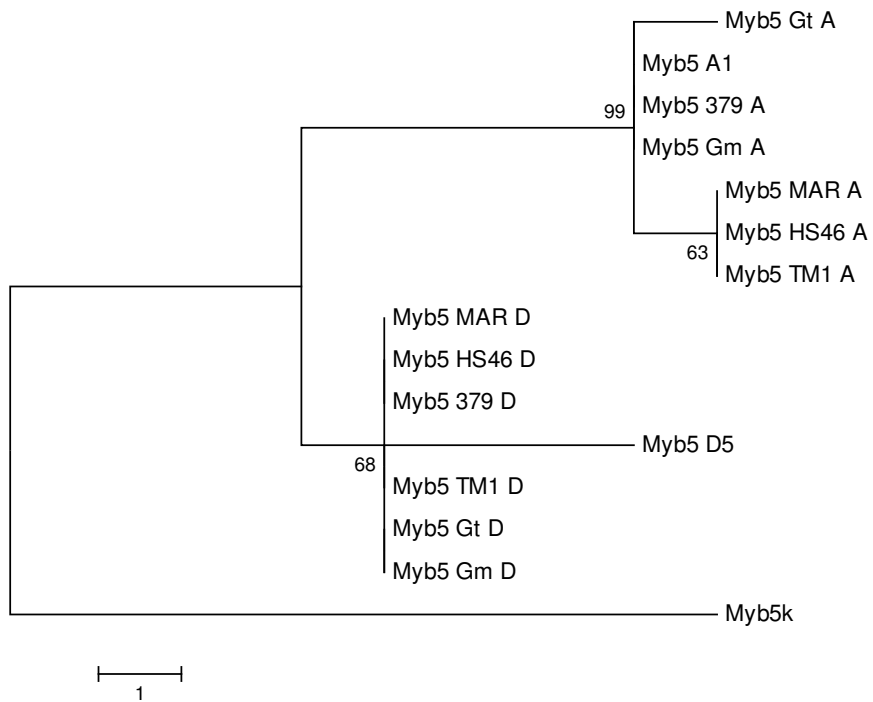 Myb5 Gt A
Myb5 A1
99
Myb5 379 A
Myb5 Gm A
Myb5 MAR A
Myb5 HS46 A
63
Myb5 TM1 A
Myb5 MAR D
Myb5 HS46 D
Myb5 379 D
Myb5 D5
68
Myb5 TM1 D
Myb5 Gt D
Myb5 Gm D
Myb5k
1